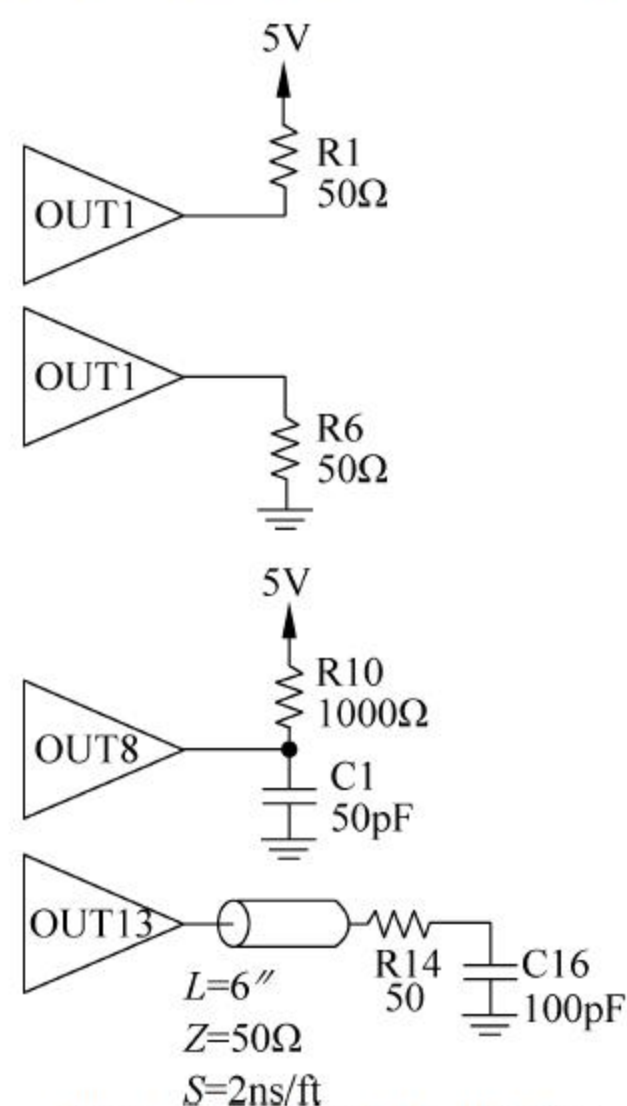 5V
R1
50Ω
OUT1
OUT1
R6
50Ω
5V
R10
1000Ω
OUT8
C1
50pF
OUT13
R14
50
C16
100pF
L=6″
Z=50Ω
S=2ns/ft